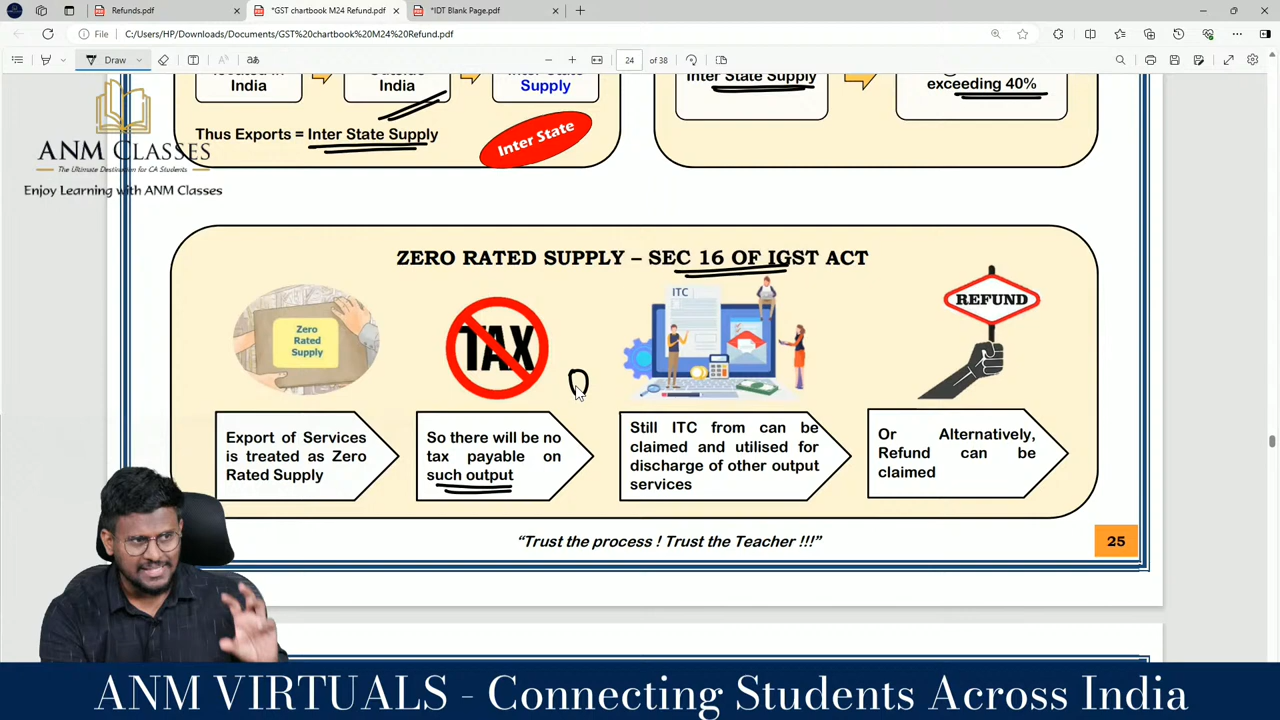 Refunds.pdf
*GST chartbook M24 Refund.pdf
*IDT Blank Page.pdf
File
C:/Users/HP/Downloads/Documents/GST%20chartbook%20M24%20Refund.pdf
Draw
24 of 38
India
India
Supply
Inter State Supply
exceeding 40%
Thus Exports = Inter State Supply
Inter State
ANM CLASSES
The Ultimate Destination for CA Students
Enjoy Learning with ANM Classes
ZERO RATED SUPPLY – SEC 16 OF IGST ACT
Zero
Rated
Supply
TAX
ITC
REFUND
Export of Services
is treated as Zero
Rated Supply
So there will be no
tax payable on
such output
Still ITC from can be
claimed and utilised for
discharge of other output
services
Or Alternatively,
Refund can be
claimed
“Trust the process ! Trust the Teacher !!!”
25
ANM VIRTUALS - Connecting Students Across India